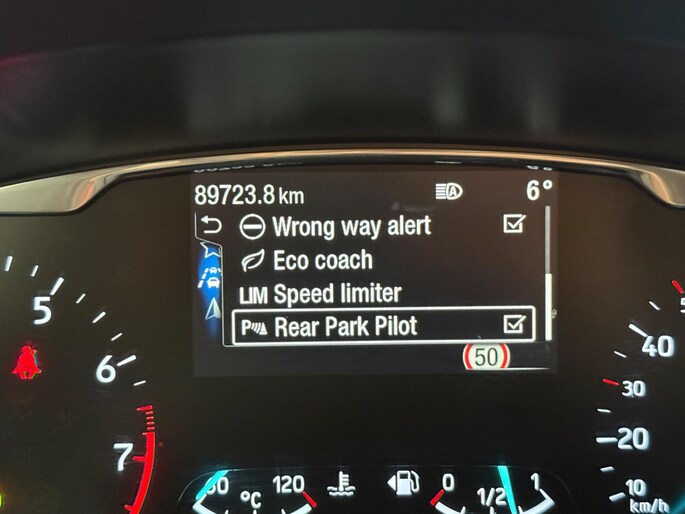 89723.8 km A 6°
Wrong way alert
Eco coach
LIM Speed limiter
P Rear Park Pilot
50
5
6
7
°C 120
0 1/2 1
40
30
20
10
km/h